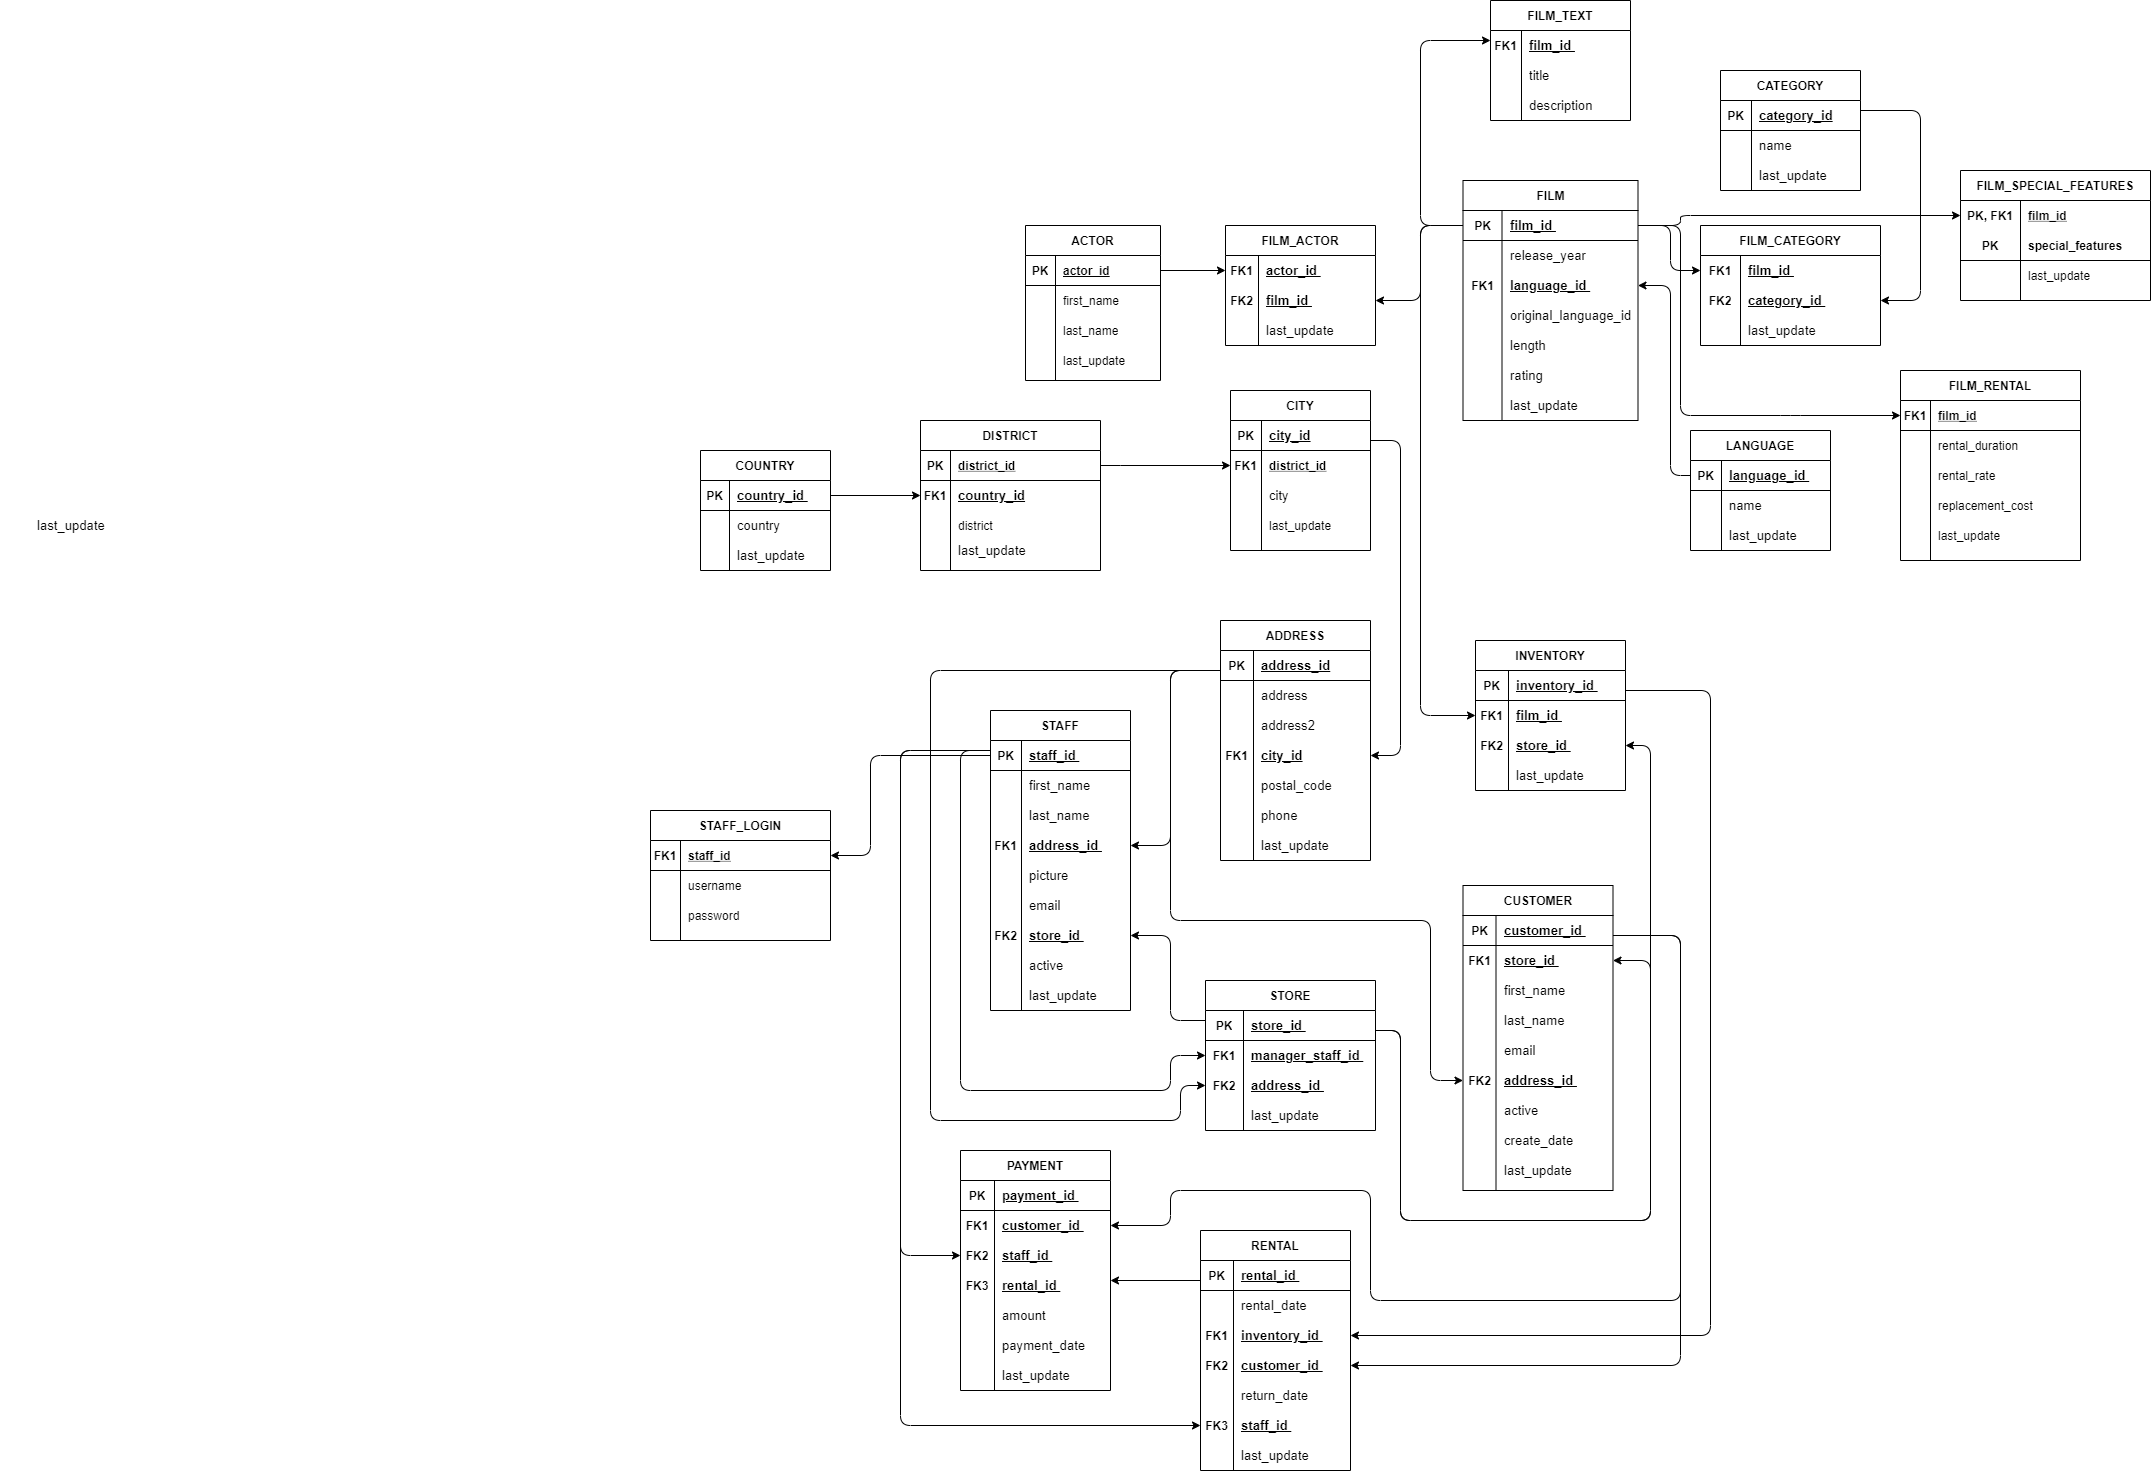 FILM_TEXT
FK1 film_id
title
description
CATEGORY
PK category_id
name
last_update
FILM_SPECIAL_FEATURES
PK, FK1 film_id
PK special_features
last_update
FILM
PK film_id
release_year
FK1 language_id
original_language_id
length
rating
last_update
ACTOR
PK actor_id
first_name
last_name
last_update
FILM_ACTOR
FK1 actor_id
FK2 film_id
last_update
FILM_CATEGORY
FK1 film_id
FK2 category_id
last_update
FILM_RENTAL
FK1 film_id
rental_duration
rental_rate
replacement_cost
last_update
CITY
PK city_id
FK1 district_id
city
last_update
DISTRICT
PK district_id
FK1 country_id
district
last_update
COUNTRY
PK country_id
country
last_update
last_update
LANGUAGE
PK language_id
name
last_update
ADDRESS
PK address_id
address
address2
FK1 city_id
postal_code
phone
last_update
INVENTORY
PK inventory_id
FK1 film_id
FK2 store_id
last_update
STAFF
PK staff_id
first_name
last_name
FK1 address_id
picture
email
FK2 store_id
active
last_update
STAFF_LOGIN
FK1 staff_id
username
password
CUSTOMER
PK customer_id
FK1 store_id
first_name
last_name
email
FK2 address_id
active
create_date
last_update
STORE
PK store_id
FK1 manager_staff_id
FK2 address_id
last_update
PAYMENT
PK payment_id
FK1 customer_id
FK2 staff_id
FK3 rental_id
amount
payment_date
last_update
RENTAL
PK rental_id
rental_date
FK1 inventory_id
FK2 customer_id
return_date
FK3 staff_id
last_update